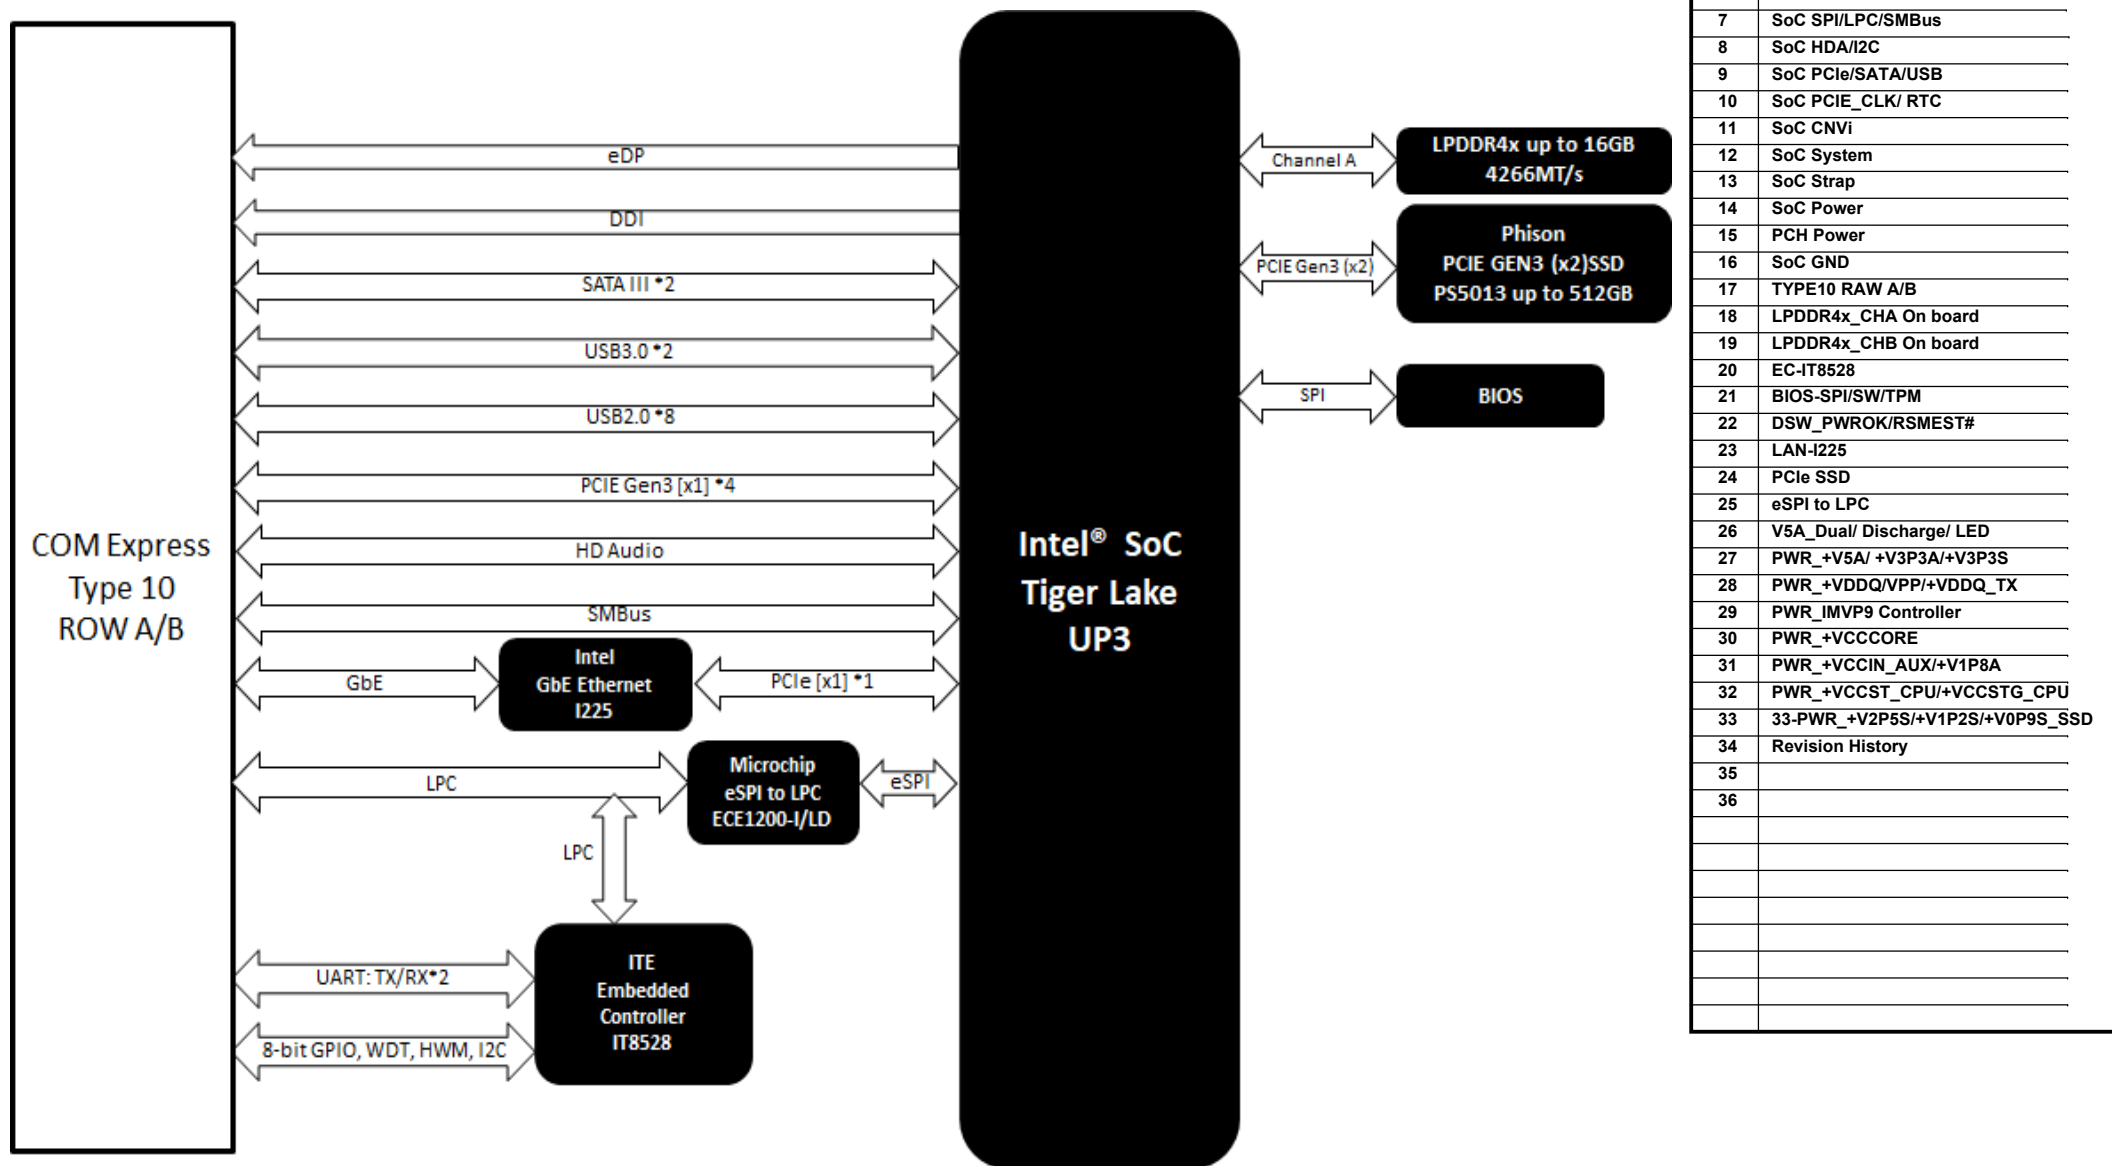 COM Express
Type 10
ROW A/B
eDP
DDI
SATA III *2
USB3.0 *2
USB2.0 *8
PCIE Gen3 [x1] *4
HD Audio
SMBus
GbE
Intel
GbE Ethernet
I225
PCIe [x1] *1
LPC
Microchip
eSPI to LPC
ECE1200-I/LD
eSPI
LPC
UART: TX/RX*2
8-bit GPIO, WDT, HWM, I2C
ITE
Embedded
Controller
IT8528
Intel® SoC
Tiger Lake
UP3
Channel A
LPDDR4x up to 16GB
4266MT/s
PCIE Gen3 (x2)
Phison
PCIE GEN3 (x2)SSD
PS5013 up to 512GB
SPI
BIOS
7 SoC SPI/LPC/SMBus
8 SoC HDA/I2C
9 SoC PCIe/SATA/USB
10 SoC PCIE_CLK/ RTC
11 SoC CNVi
12 SoC System
13 SoC Strap
14 SoC Power
15 PCH Power
16 SoC GND
17 TYPE10 RAW A/B
18 LPDDR4x_CHA On board
19 LPDDR4x_CHB On board
20 EC-IT8528
21 BIOS-SPI/SW/TPM
22 DSW_PWROK/RSMEST#
23 LAN-I225
24 PCIe SSD
25 eSPI to LPC
26 V5A_Dual/ Discharge/ LED
27 PWR_+V5A/ +V3P3A/+V3P3S
28 PWR_+VDDQ/VPP/+VDDQ_TX
29 PWR_IMVP9 Controller
30 PWR_+VCCCORE
31 PWR_+VCCIN_AUX/+V1P8A
32 PWR_+VCCST_CPU/+VCCSTG_CPU
33 33-PWR_+V2P5S/+V1P2S/+V0P9S_SSD
34 Revision History
35
36